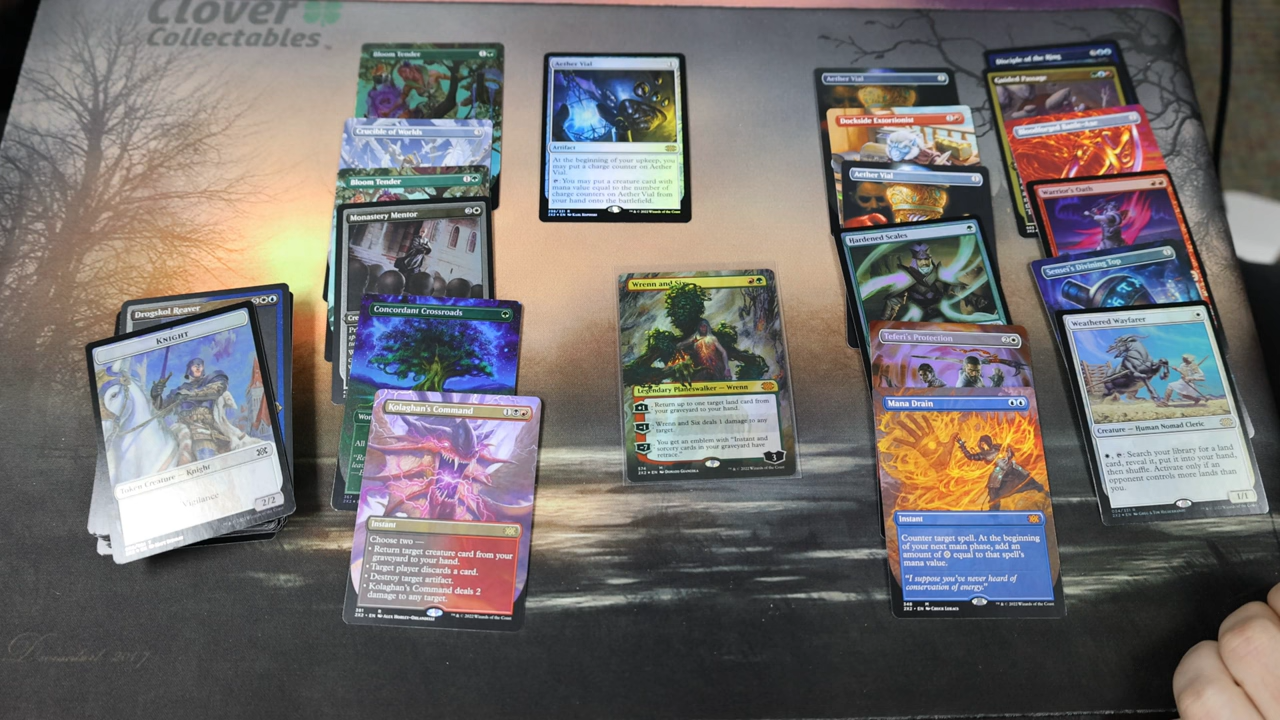 Clover
Collectables
Bloom Tender
Crucible of Worlds
Bloom Tender
Monastery Mentor
Concordant Crossroads
Kolaghan's Command
Instant
Choose two —
• Return target creature card from your
graveyard to your hand.
• Target player discards a card.
• Destroy target artifact.
• Kolaghan's Command deals 2
damage to any target.
Drogskol Reaver
Knight
Token Creature — Knight
Vigilance
2/2
Aether Vial
Artifact
At the beginning of your upkeep, you
may put a charge counter on Aether
Vial.
: You may put a creature card with
mana value equal to the number of
charge counters on Aether Vial from
your hand onto the battlefield.
Wrenn and Six
Legendary Planeswalker — Wrenn
+1 Return up to one target land card from
your graveyard to your hand.
-1 Wrenn and Six deals 1 damage to any
target.
-7 You get an emblem with "Instant and
sorcery cards in your graveyard have
retrace."
3
Aether Vial
Dockside Extortionist
Aether Vial
Hardened Scales
Teferi's Protection
Mana Drain
Instant
Counter target spell. At the beginning
of your next main phase, add an
amount of equal to that spell's
mana value.
"I suppose you've never heard of
conservation of energy."
Disciple of the Ring
Guided Passage
Warrior's Oath
Sensei's Divining Top
Weathered Wayfarer
Creature — Human Nomad Cleric
: Search your library for a land
card, reveal it, put it into your hand,
then shuffle. Activate only if an
opponent controls more lands than
you.
1/1